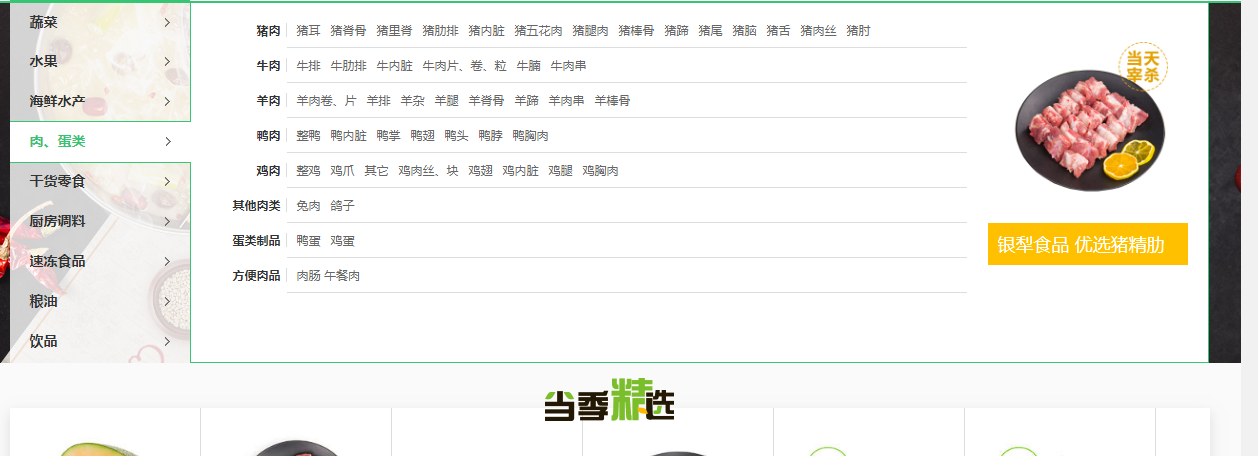 蔬菜
水果
海鲜水产
肉、蛋类
干货零食
厨房调料
速冻食品
粮油
饮品
猪肉 猪耳 猪脊骨 猪里脊 猪肋排 猪内脏 猪五花肉 猪腿肉 猪棒骨 猪蹄 猪尾 猪脑 猪舌 猪肉丝 猪肘
牛肉 牛排 牛肋排 牛内脏 牛肉片、卷、粒 牛腩 牛肉串
羊肉 羊肉卷、片 羊排 羊杂 羊腿 羊脊骨 羊蹄 羊肉串 羊棒骨
鸭肉 整鸭 鸭内脏 鸭掌 鸭翅 鸭头 鸭脖 鸭胸肉
鸡肉 整鸡 鸡爪 其它 鸡肉丝、块 鸡翅 鸡内脏 鸡腿 鸡胸肉
其他肉类 兔肉 鸽子
蛋类制品 鸭蛋 鸡蛋
方便肉品 肉肠 午餐肉
当天
宰杀
银犁食品 优选猪精肋
当季精选